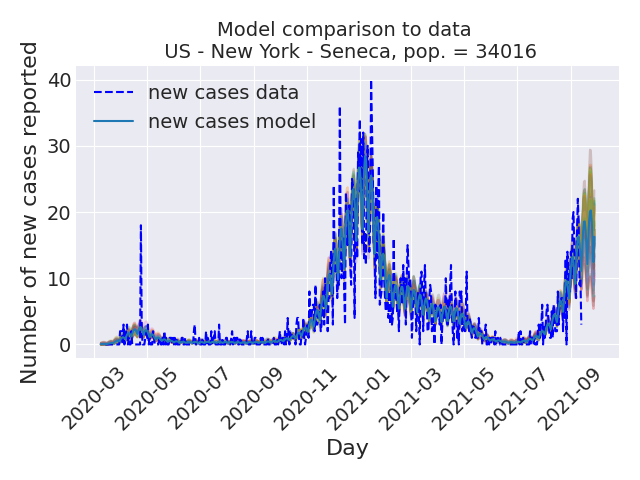 Model comparison to data
US - New York - Seneca, pop. = 34016
Number of new cases reported
40
30
20
10
0
new cases data
new cases model
2020-03
2020-05
2020-07
2020-09
2020-11
2021-01
2021-03
2021-05
2021-07
2021-09
Day